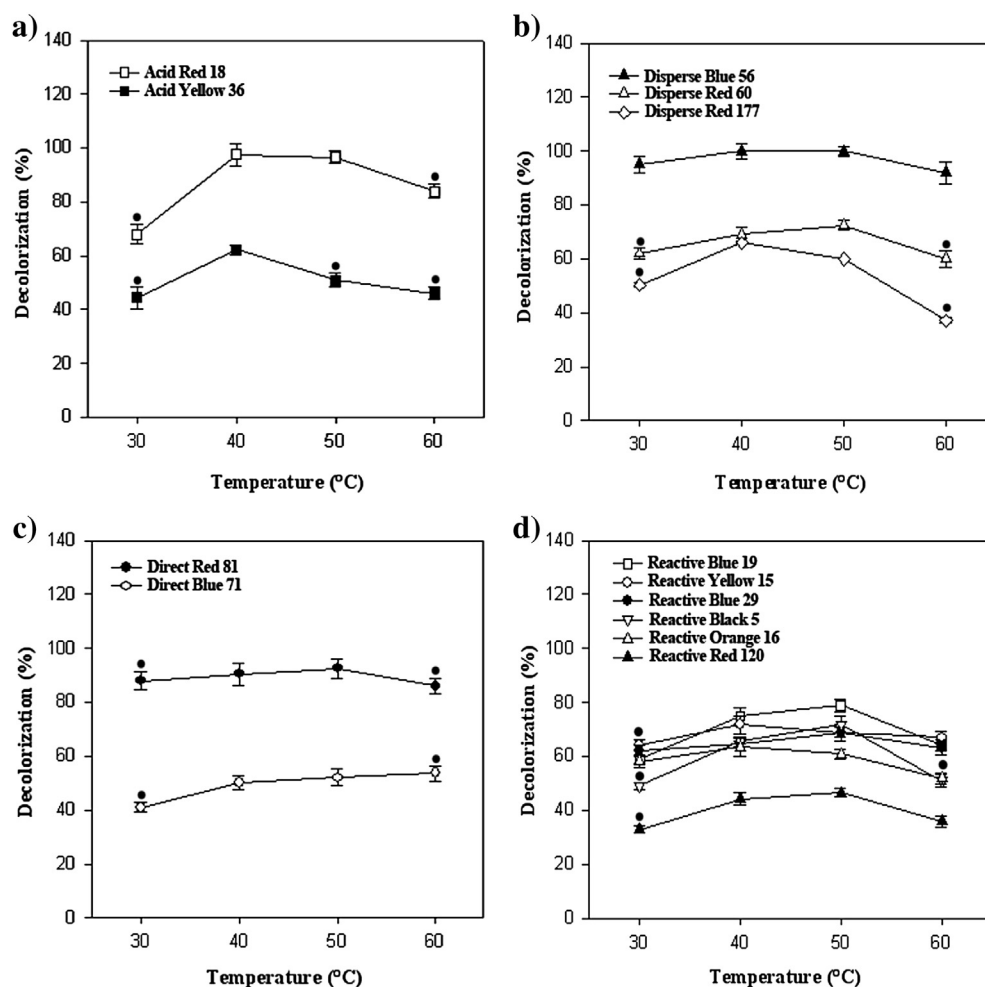 a)
140
120
100
80
60
40
20
0
Decolorization (%)
Acid Red 18
Acid Yellow 36
30 40 50 60
Temperature (°C)
b)
140
120
100
80
60
40
20
0
Decolorization (%)
Disperse Blue 56
Disperse Red 60
Disperse Red 177
30 40 50 60
Temperature (°C)
c)
140
120
100
80
60
40
20
0
Decolorization (%)
Direct Red 81
Direct Blue 71
30 40 50 60
Temperature (°C)
d)
140
120
100
80
60
40
20
0
Decolorization (%)
Reactive Blue 19
Reactive Yellow 15
Reactive Blue 29
Reactive Black 5
Reactive Orange 16
Reactive Red 120
30 40 50 60
Temperature (°C)